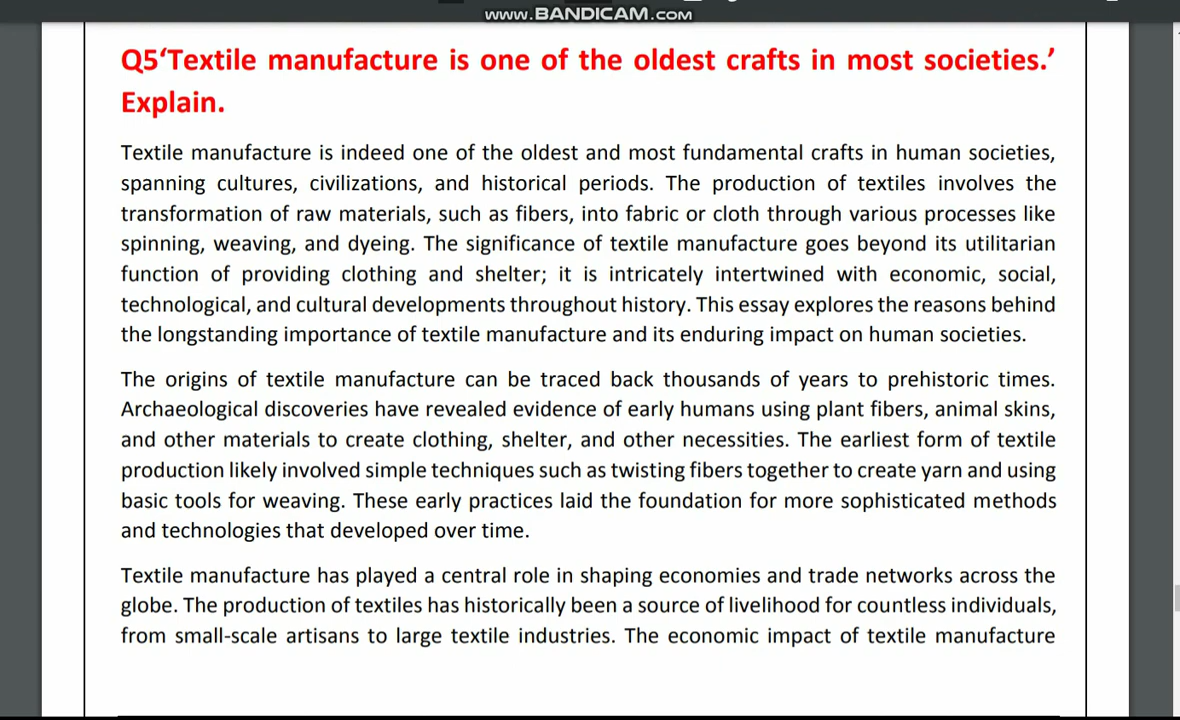 www.BANDICAM.com
Q5‘Textile manufacture is one of the oldest crafts in most societies.’
Explain.
Textile manufacture is indeed one of the oldest and most fundamental crafts in human societies,
spanning cultures, civilizations, and historical periods. The production of textiles involves the
transformation of raw materials, such as fibers, into fabric or cloth through various processes like
spinning, weaving, and dyeing. The significance of textile manufacture goes beyond its utilitarian
function of providing clothing and shelter; it is intricately intertwined with economic, social,
technological, and cultural developments throughout history. This essay explores the reasons behind
the longstanding importance of textile manufacture and its enduring impact on human societies.
The origins of textile manufacture can be traced back thousands of years to prehistoric times.
Archaeological discoveries have revealed evidence of early humans using plant fibers, animal skins,
and other materials to create clothing, shelter, and other necessities. The earliest form of textile
production likely involved simple techniques such as twisting fibers together to create yarn and using
basic tools for weaving. These early practices laid the foundation for more sophisticated methods
and technologies that developed over time.
Textile manufacture has played a central role in shaping economies and trade networks across the
globe. The production of textiles has historically been a source of livelihood for countless individuals,
from small-scale artisans to large textile industries. The economic impact of textile manufacture